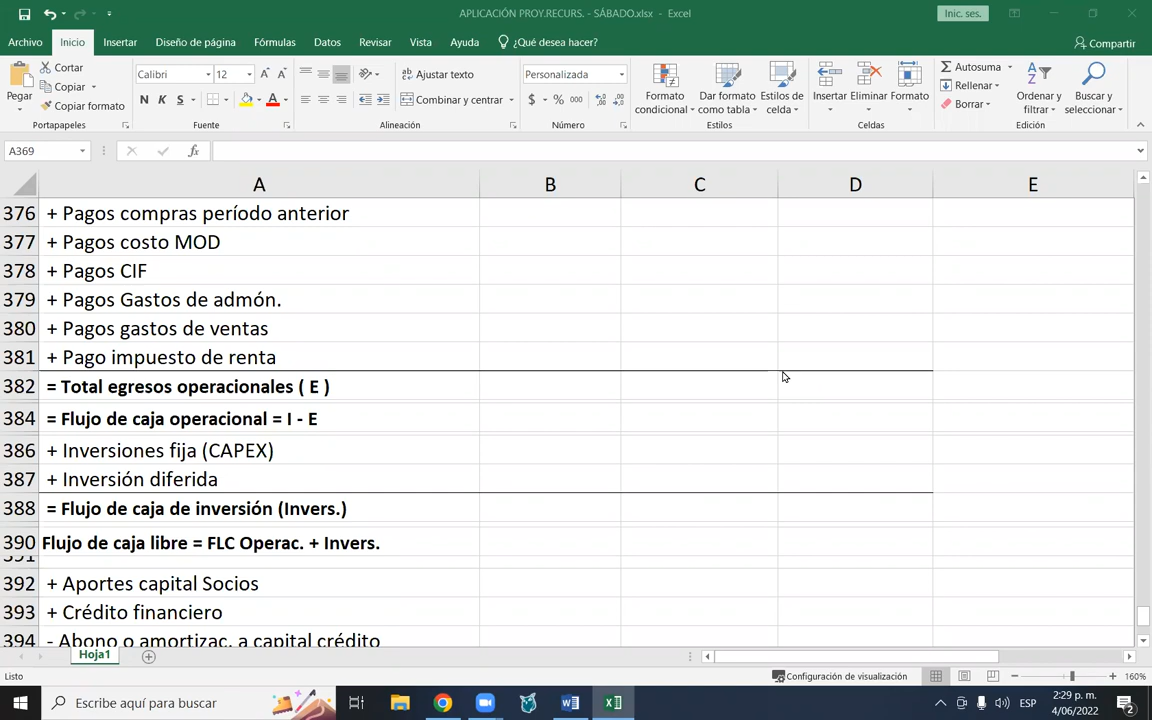 APLICACIÓN PROY.RECURS. - SÁBADO.xlsx - Excel
Inic. ses.
Archivo Inicio Insertar Diseño de página Fórmulas Datos Revisar Vista Ayuda ¿Qué desea hacer? Compartir
Pegar
Cortar
Copiar
Copiar formato
Portapapeles
Calibri 12
N K S
Fuente
Ajustar texto
Combinar y centrar
Alineación
Personalizada
$ % 000
Número
Formato condicional
Dar formato como tabla
Estilos de celda
Estilos
Insertar Eliminar Formato
Celdas
Autosuma
Rellenar
Borrar
Ordenar y filtrar
Buscar y seleccionar
Edición
A369 fx
A B C D E
376 + Pagos compras período anterior
377 + Pagos costo MOD
378 + Pagos CIF
379 + Pagos Gastos de admón.
380 + Pagos gastos de ventas
381 + Pago impuesto de renta
382 = Total egresos operacionales ( E )
384 = Flujo de caja operacional = I - E
386 + Inversiones fija (CAPEX)
387 + Inversión diferida
388 = Flujo de caja de inversión (Invers.)
390 Flujo de caja libre = FLC Operac. + Invers.
391
392 + Aportes capital Socios
393 + Crédito financiero
394 - Abono o amortizac. a capital crédito
Hoja1
Listo Configuración de visualización 160%
Escribe aquí para buscar
ESP
2:29 p. m.
4/06/2022
2